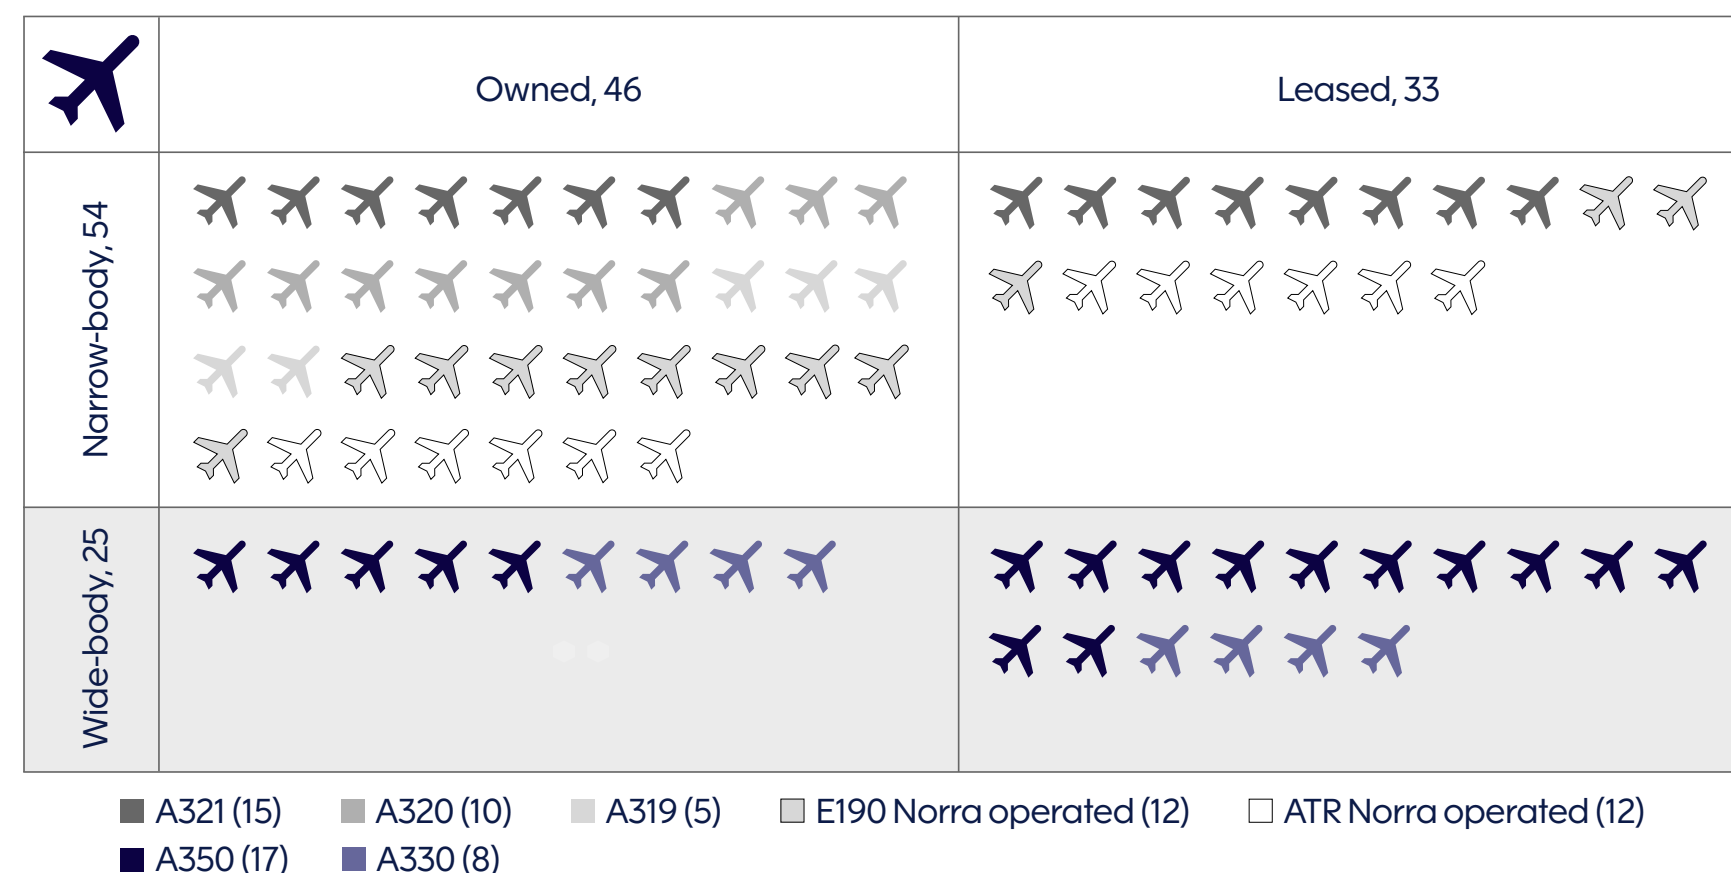 Owned, 46
Leased, 33
Narrow-body, 54
Wide-body, 25
A321 (15)
A320 (10)
A319 (5)
E190 Norra operated (12)
ATR Norra operated (12)
A350 (17)
A330 (8)